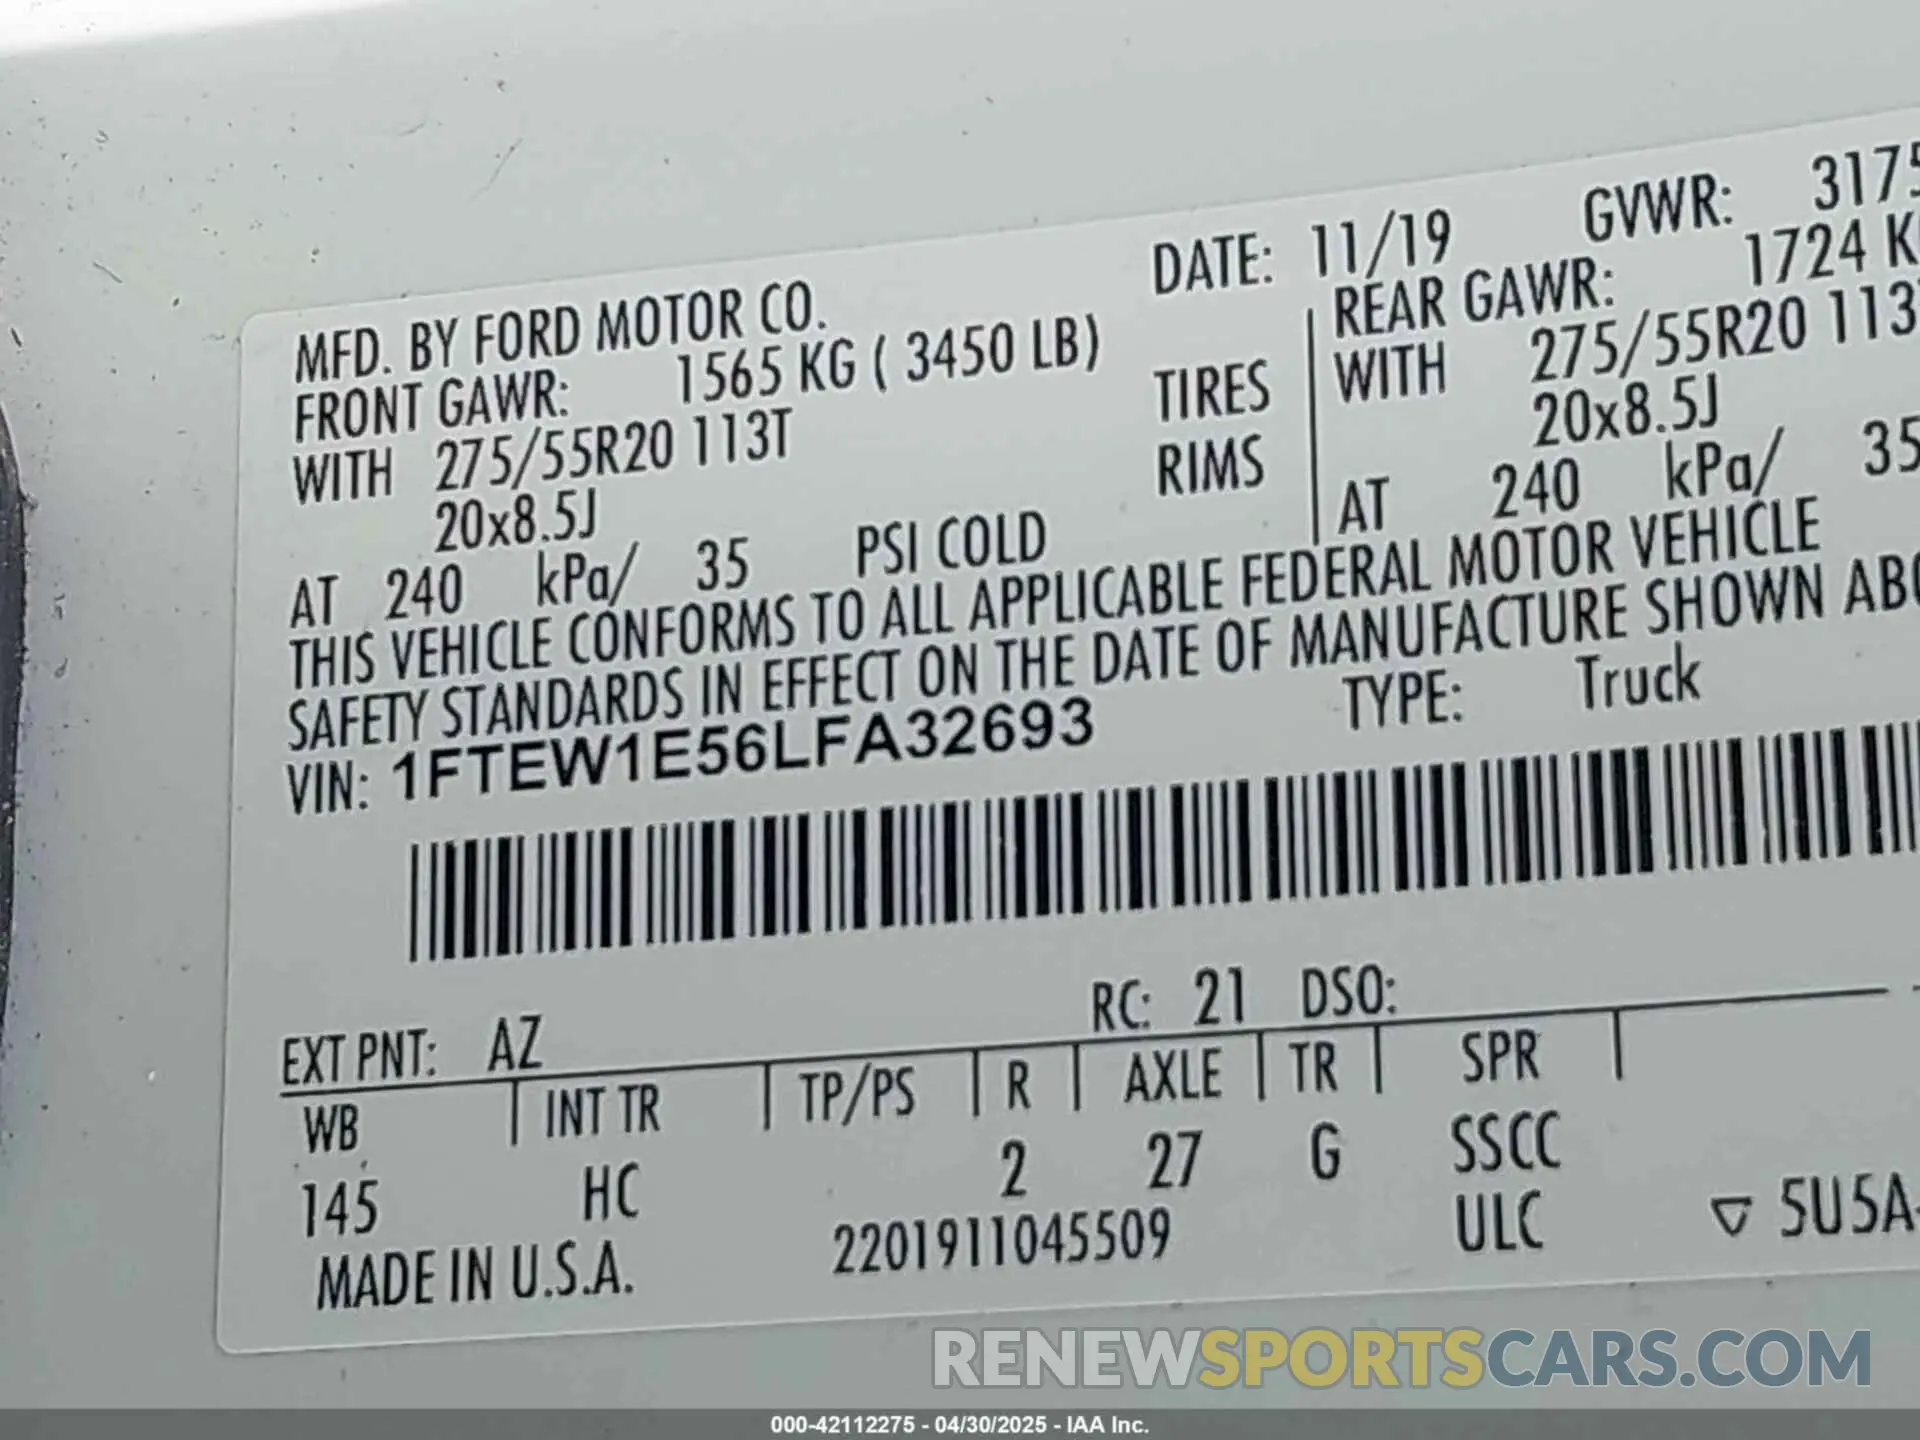 MFD. BY FORD MOTOR CO. DATE: 11/19 GVWR: 3175
FRONT GAWR: 1565 KG ( 3450 LB) REAR GAWR: 1724 K
WITH 275/55R20 113T TIRES WITH 275/55R20 113
20x8.5J RIMS 20x8.5J
AT 240 kPa/ 35 PSI COLD AT 240 kPa/ 35
THIS VEHICLE CONFORMS TO ALL APPLICABLE FEDERAL MOTOR VEHICLE
SAFETY STANDARDS IN EFFECT ON THE DATE OF MANUFACTURE SHOWN
VIN: 1FTEW1E56LFA32693 TYPE: Truck
EXT PNT: AZ RC: 21 DSO:
WB INT TR TP/PS R AXLE TR SPR
145 HC 2 27 G SSCC
MADE IN U.S.A. 2201911045509 ULC ▽ 5U5A-
RENEWSPORTSCARS.COM
000-42112275 - 04/30/2025 - IAA Inc.